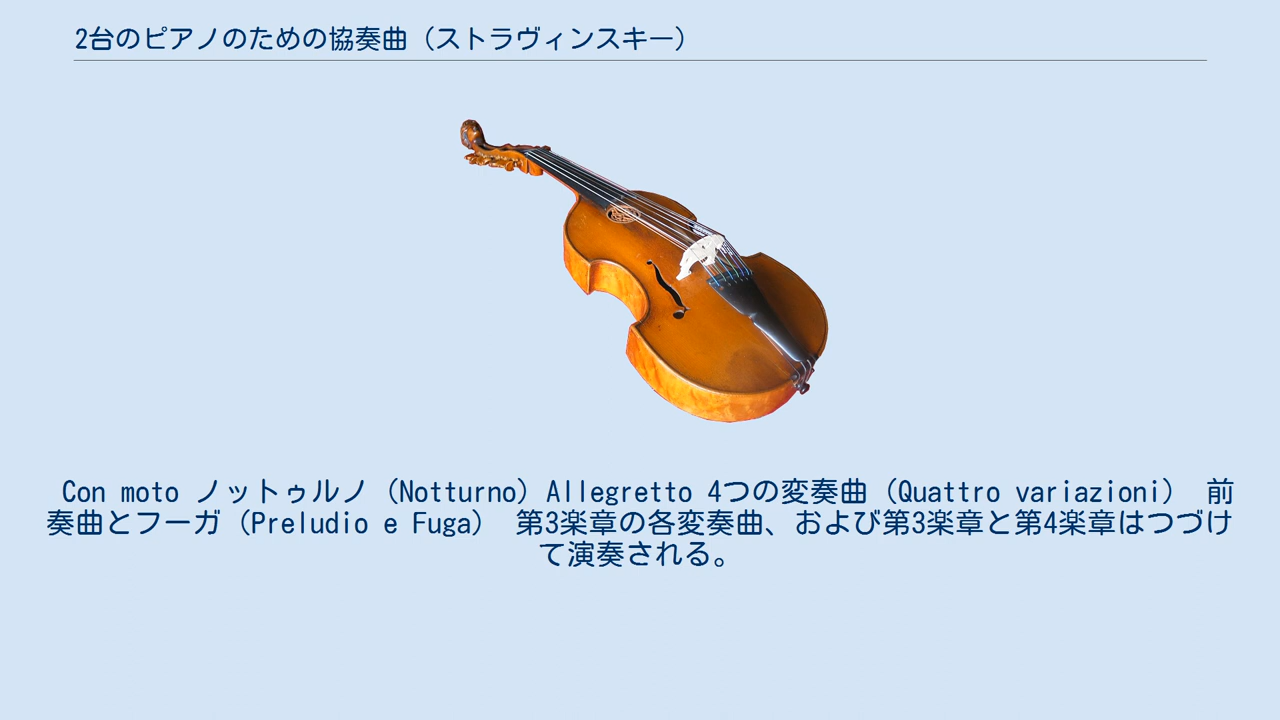 2台のピアノのための協奏曲（ストラヴィンスキー）
Con moto ノットゥルノ（Notturno）Allegretto 4つの変奏曲（Quattro variazioni） 前
奏曲とフーガ（Preludio e Fuga） 第3楽章の各変奏曲、および第3楽章と第4楽章はつづけ
て演奏される。